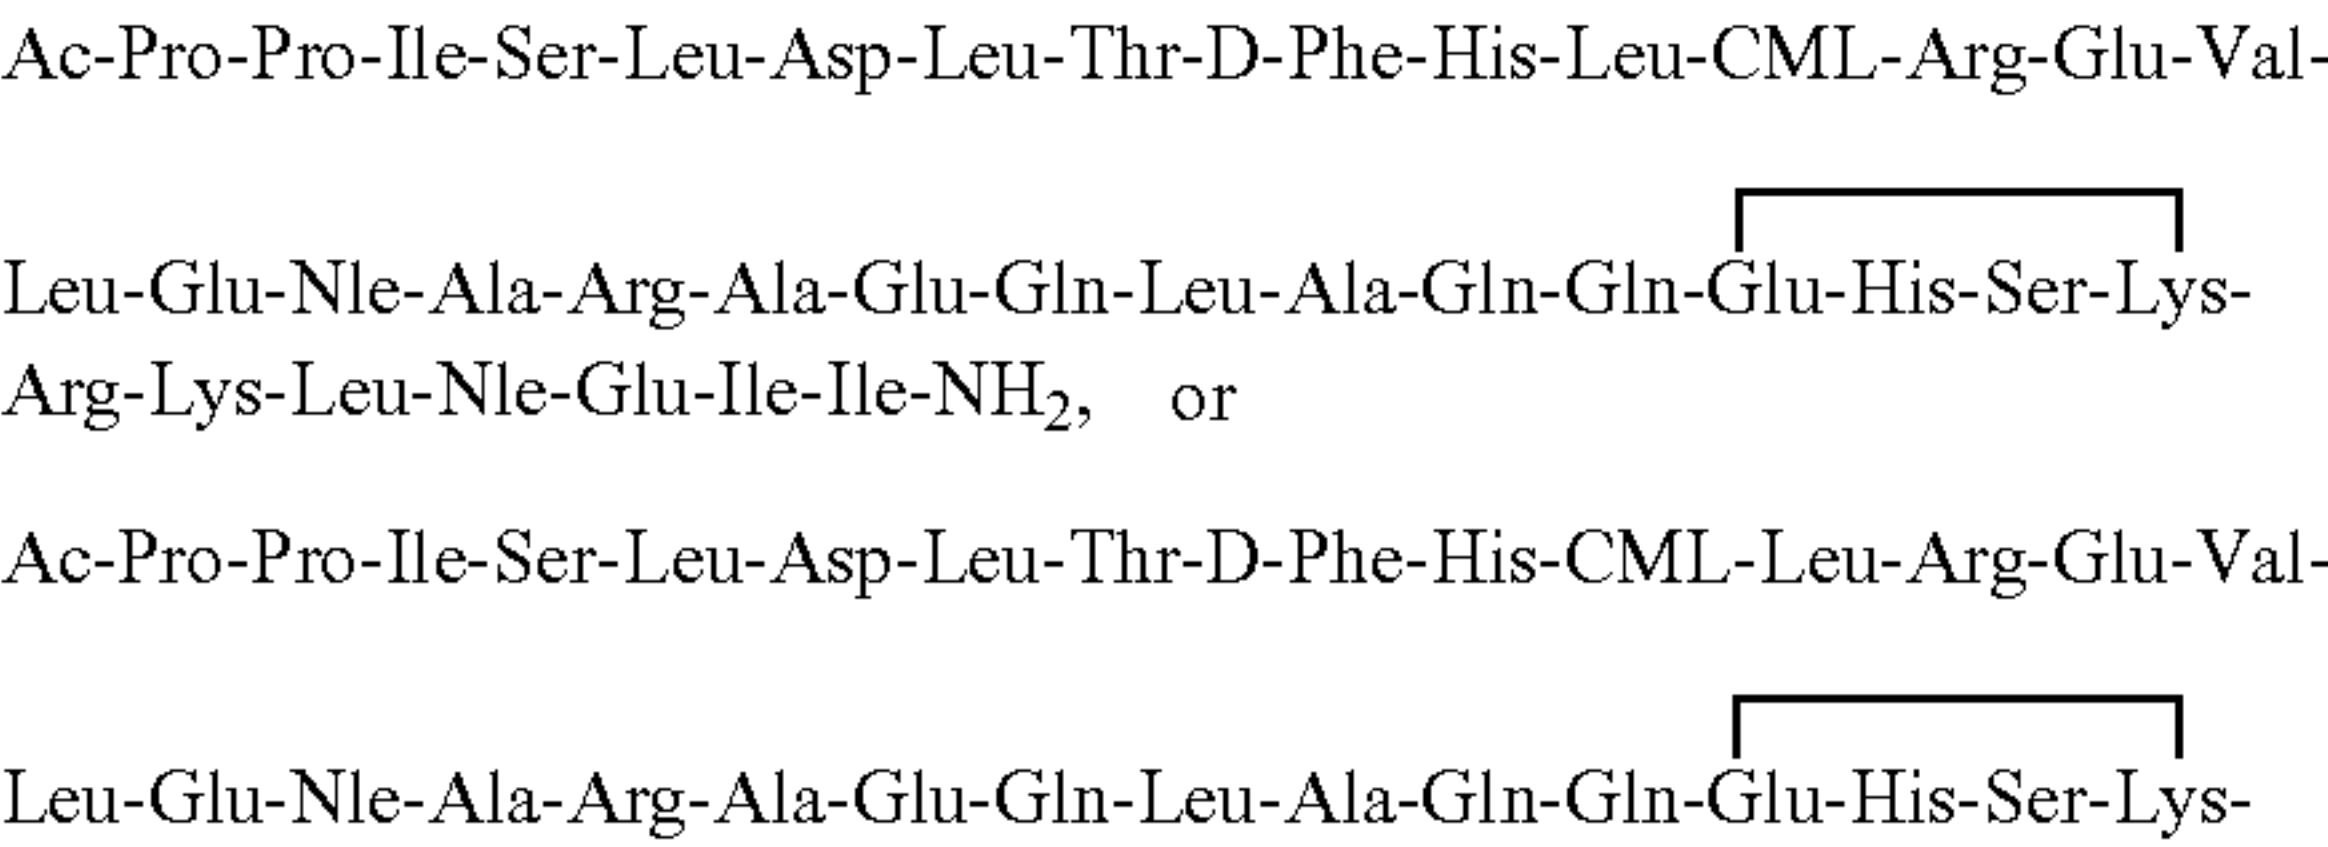 Ac-Pro-Pro-Ile-Ser-Leu-Asp-Leu-Thr-D-Phe-His-Leu-CML-Arg-Glu-Val-
Leu-Glu-Nle-Ala-Arg-Ala-Glu-Gln-Leu-Ala-Gln-Gln-Glu-His-Ser-Lys-
Arg-Lys-Leu-Nle-Glu-Ile-Ile-NH₂, or
Ac-Pro-Pro-Ile-Ser-Leu-Asp-Leu-Thr-D-Phe-His-CML-Leu-Arg-Glu-Val-
Leu-Glu-Nle-Ala-Arg-Ala-Glu-Gln-Leu-Ala-Gln-Gln-Glu-His-Ser-Lys-